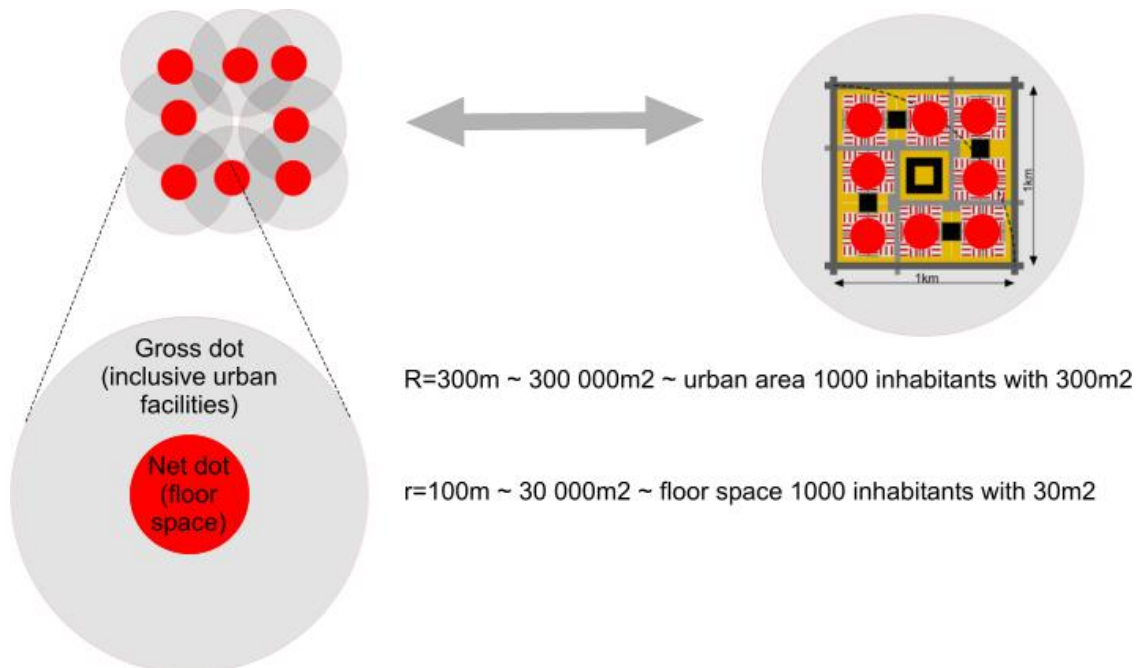 1km
1km
Gross dot
(inclusive urban
facilities)
R=300m ~ 300 000m2 ~ urban area 1000 inhabitants with 300m2
Net dot
(floor
space)
r=100m ~ 30 000m2 ~ floor space 1000 inhabitants with 30m2